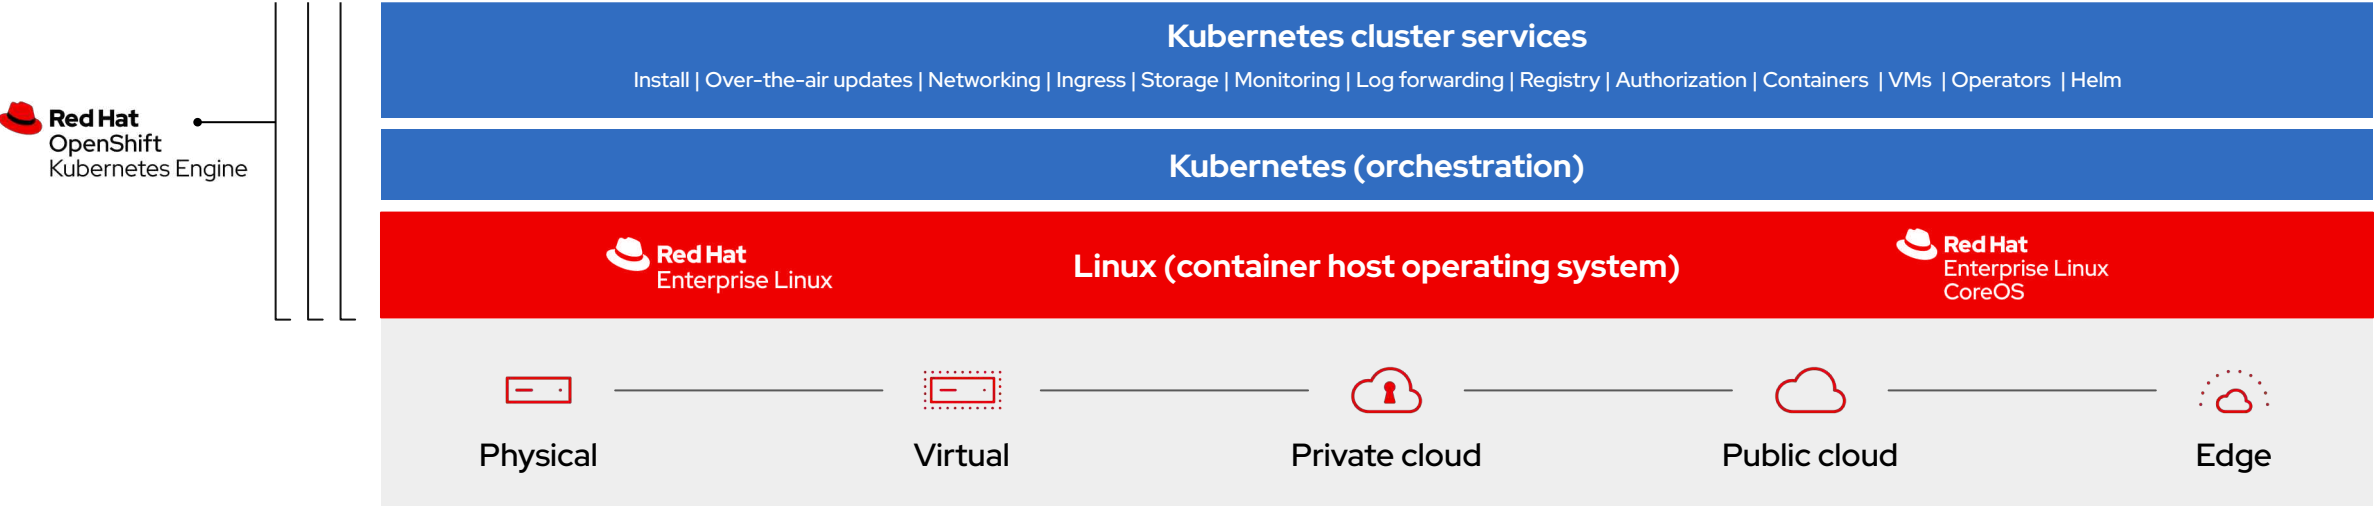 Kubernetes cluster services
Install | Over-the-air updates | Networking | Ingress | Storage | Monitoring | Log forwarding | Registry | Authorization | Containers | VMs | Operators | Helm
Red Hat
OpenShift
Kubernetes Engine
Kubernetes (orchestration)
Red Hat
Enterprise Linux
Linux (container host operating system)
Red Hat
Enterprise Linux
CoreOS
Physical
Virtual
Private cloud
Public cloud
Edge